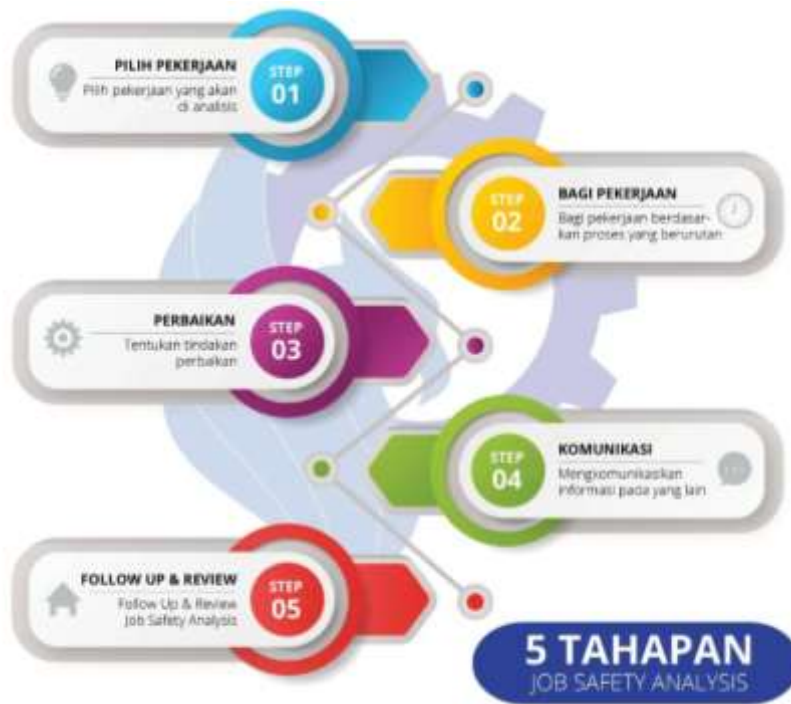 PILIH PEKERJAAN
Pilih pekerjaan yang akan
di analisis
STEP
01
STEP
02
BAGI PEKERJAAN
Bagi pekerjaan berdasar-
kan proses yang berurutan
PERBAIKAN
Tentukan tindakan
perbaikan
STEP
03
STEP
04
KOMUNIKASI
Mengkomunikasikan
informasi pada yang lain
FOLLOW UP & REVIEW
Follow Up & Review
Job Safety Analysis
STEP
05
5 TAHAPAN
JOB SAFETY ANALYSIS